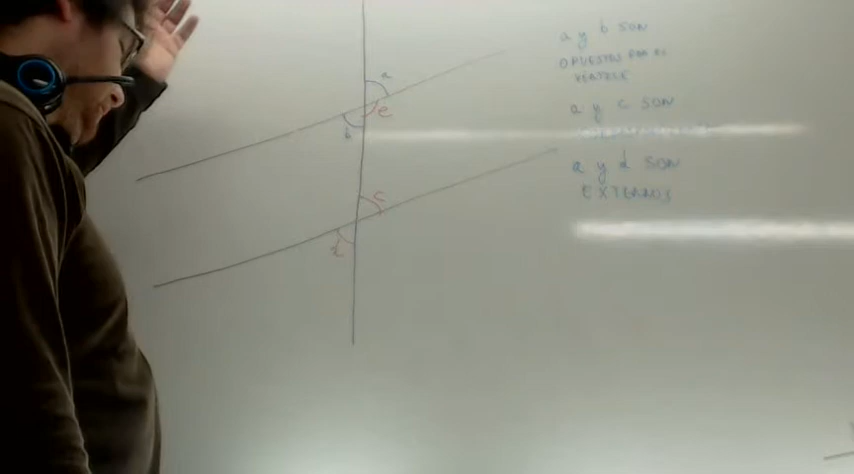 a y b SON
OPUESTOS POR EL
VERTICE
a y c SON
a y d SON
EXTERNOS
a
e
b
c
d